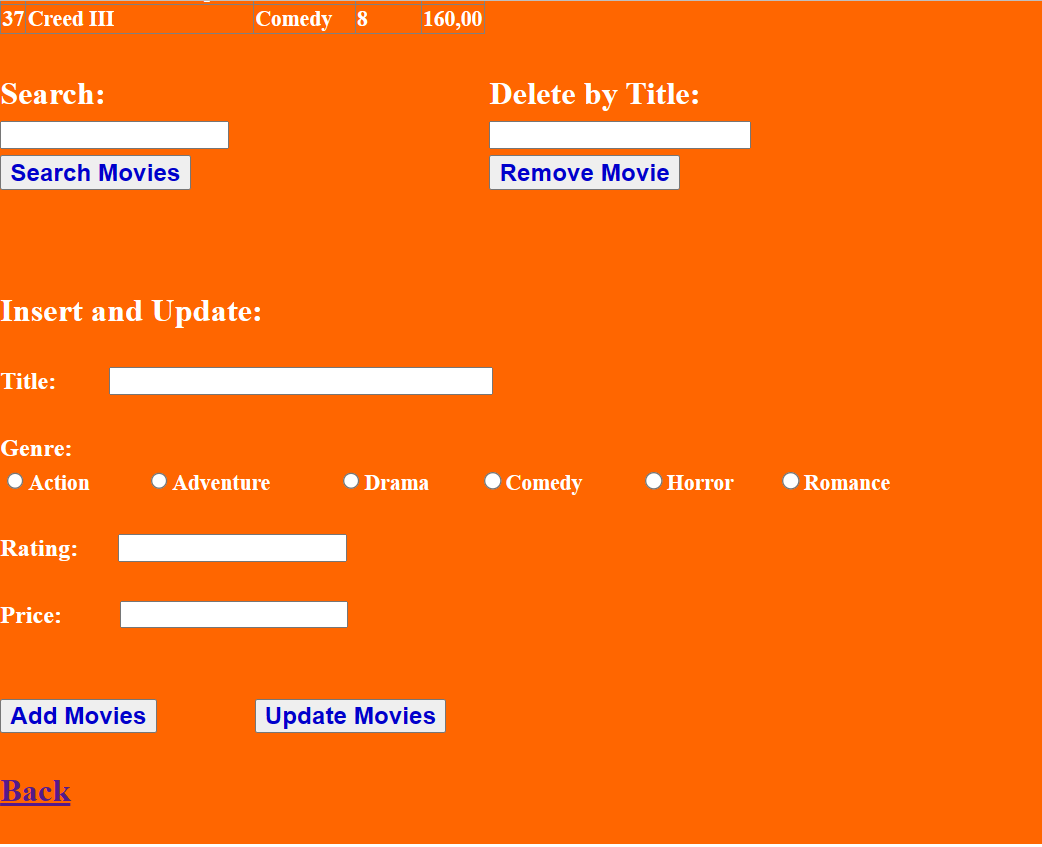 37 Creed III Comedy 8 160,00
Search: Delete by Title:
Search Movies Remove Movie
Insert and Update:
Title:
Genre:
Action Adventure Drama Comedy Horror Romance
Rating:
Price:
Add Movies Update Movies
Back